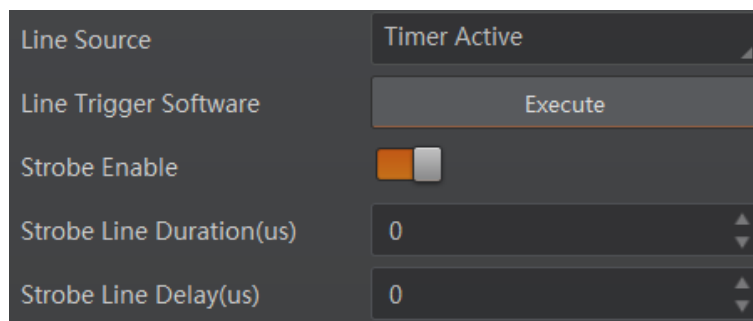 Line Source Timer Active
Line Trigger Software Execute
Strobe Enable
Strobe Line Duration(us) 0
Strobe Line Delay(us) 0